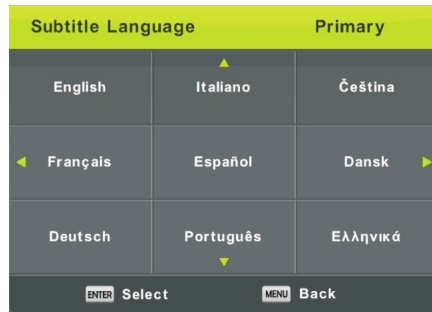 Subtitle Language Primary
English Italiano Čeština
Français Español Dansk
Deutsch Português Ελληνικά
ENTER Select MENU Back